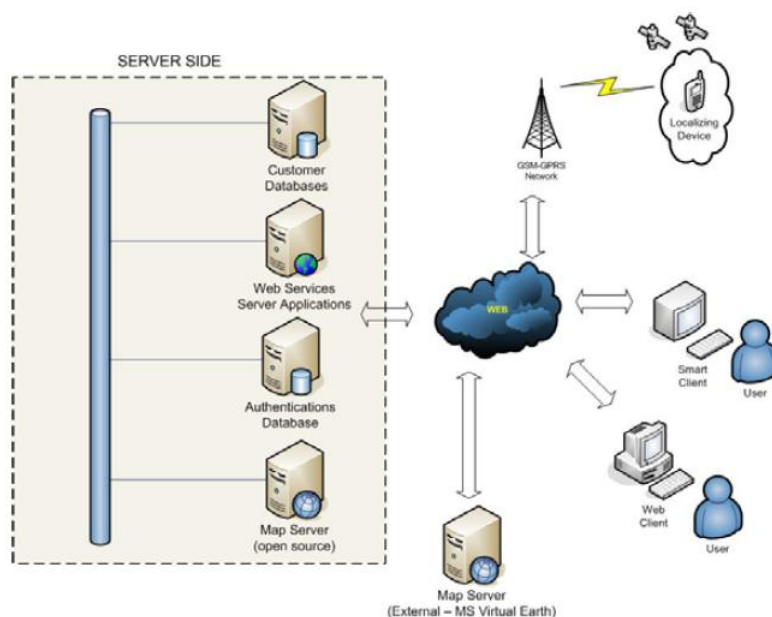 SERVER SIDE
Customer
Databases
Web Services
Server Applications
Authentications
Database
Map Server
(open source)
Localizing
Device
GSM-GPRS
Network
WEB
Smart
Client
User
Web
Client
User
Map Server
(External – MS Virtual Earth)